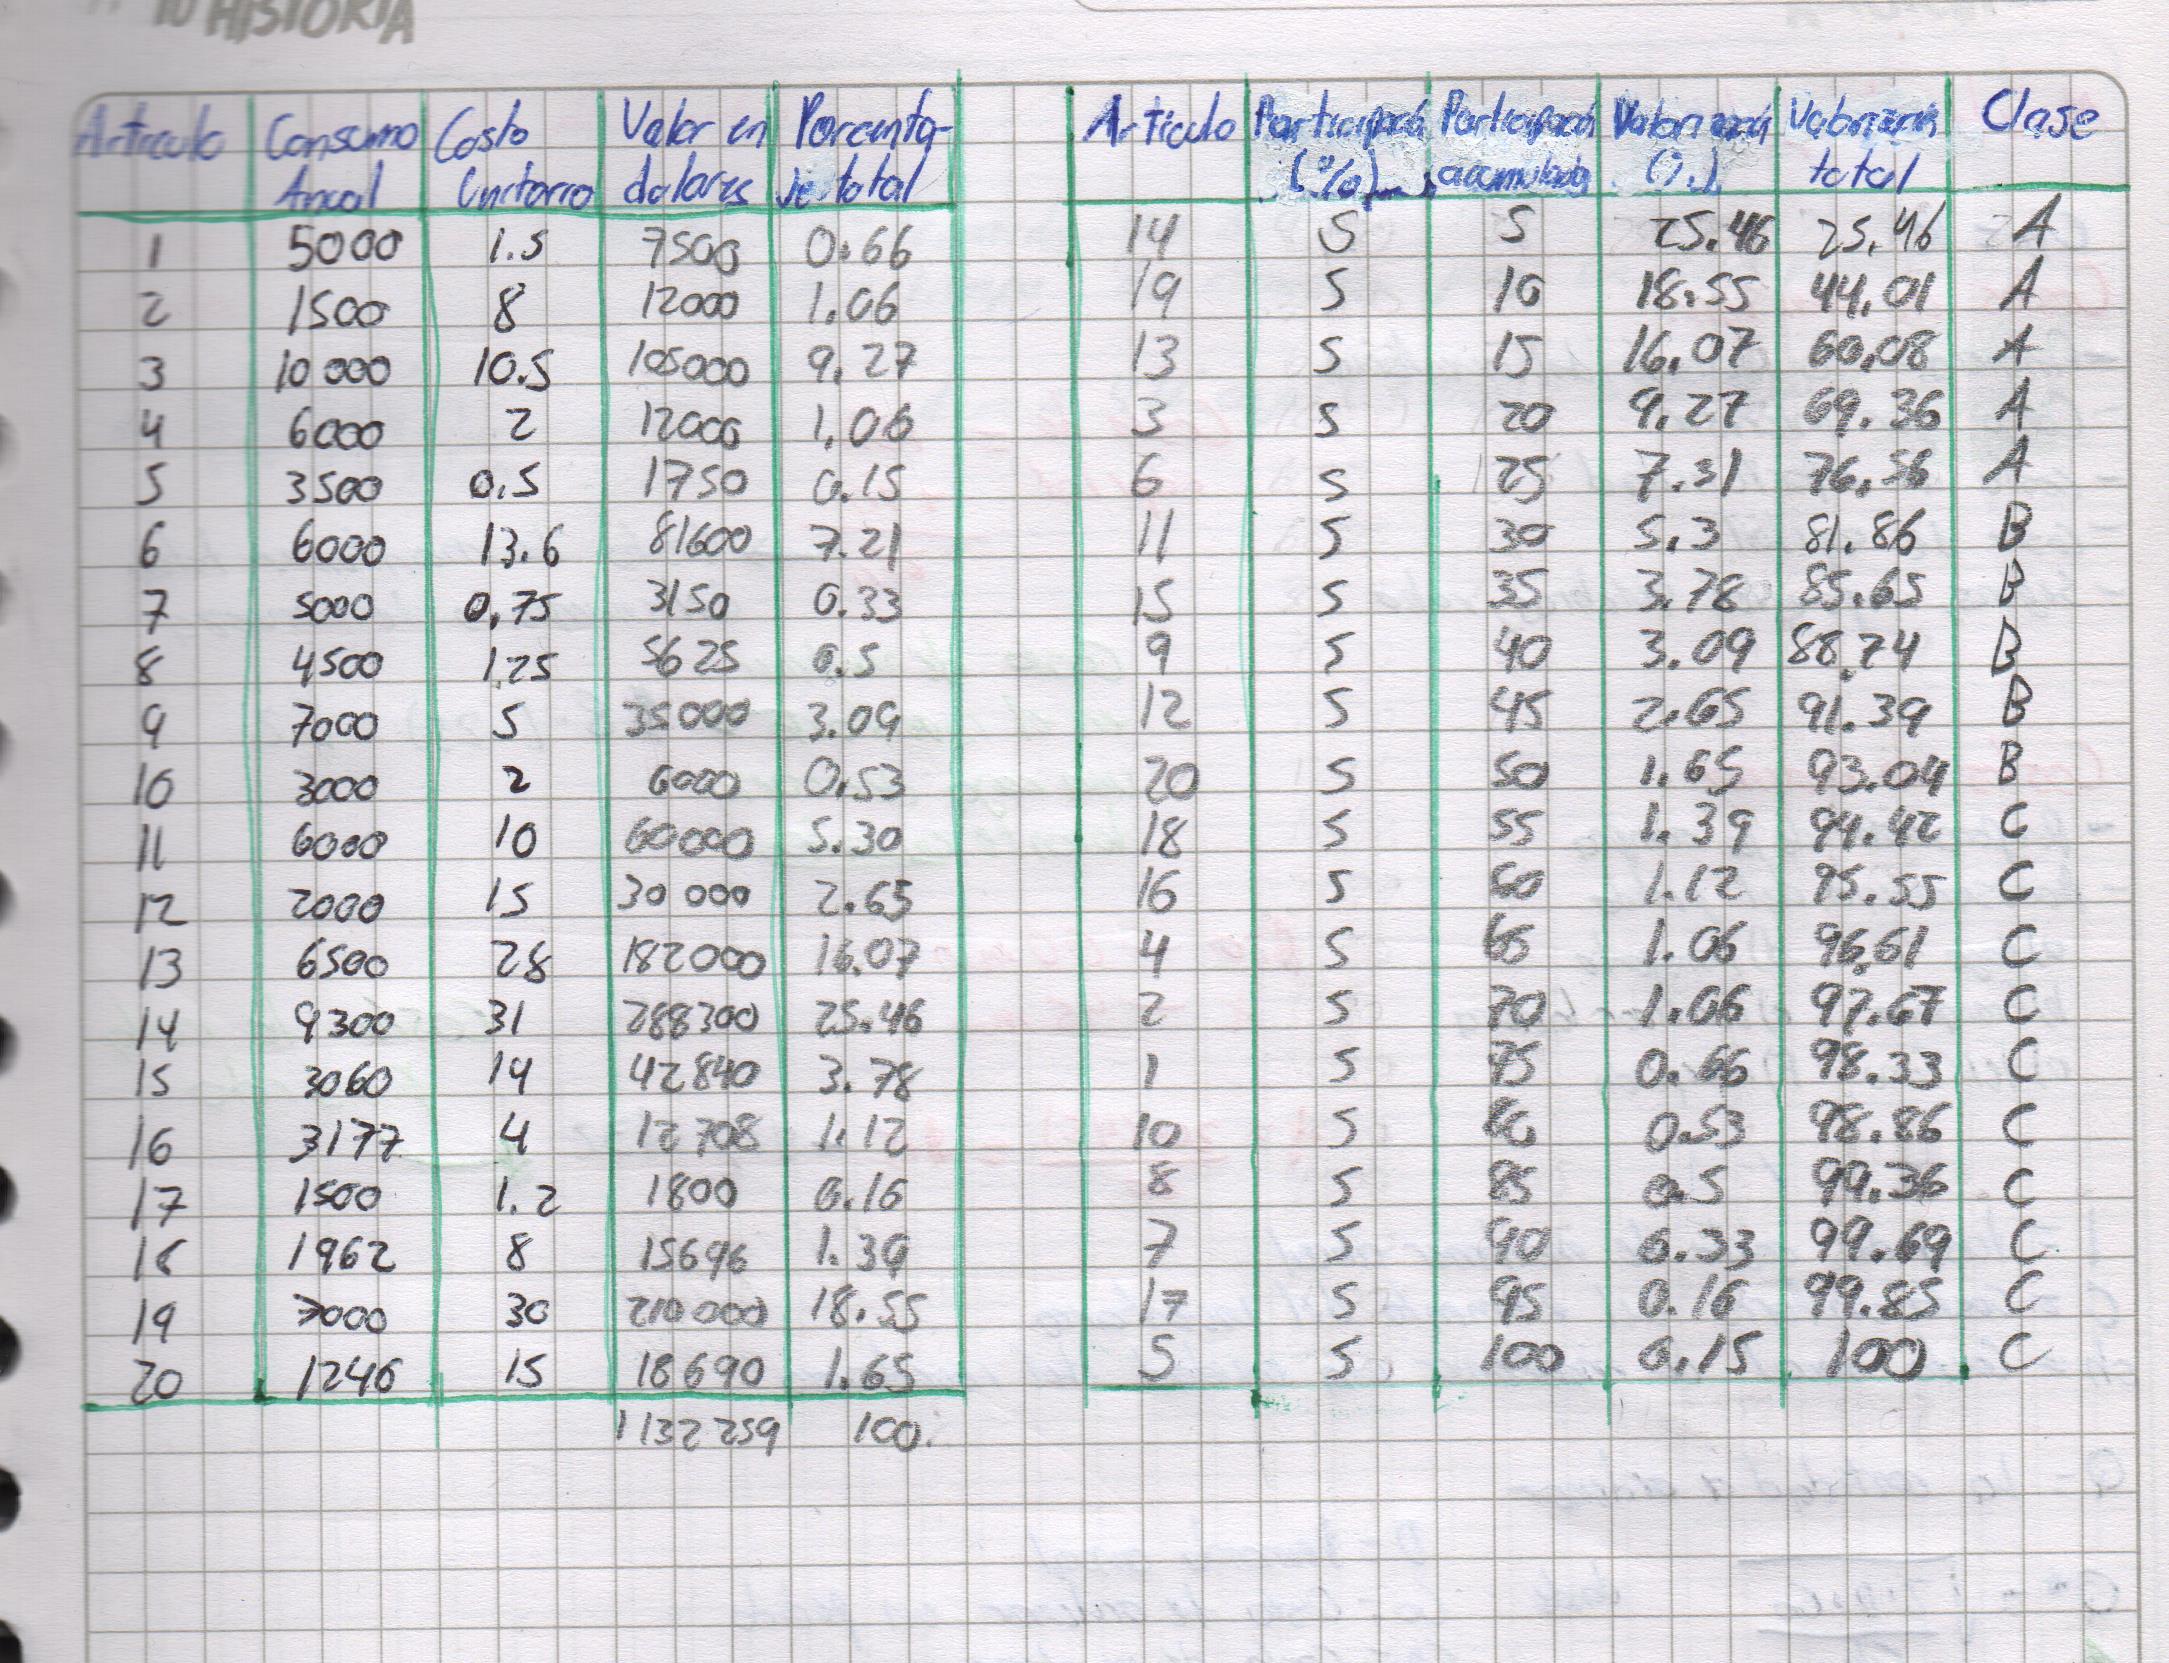 TU HISTORIA
Articulo Consumo Anual Costo Unitario Valor en dolares Porcenta-je total
1 5000 1.5 7500 0.66
2 1500 8 12000 1.06
3 10 000 10.5 105000 9.27
4 6000 2 12000 1.06
5 3500 0.5 1750 0.15
6 6000 13.6 81600 7.21
7 5000 0,75 3150 0.33
8 4500 1,25 5625 0.5
9 7000 5 35000 3.09
10 3000 2 6000 0.53
11 6000 10 60000 5.30
12 2000 15 30 000 2.65
13 6500 28 182000 16.07
14 9300 31 288300 25.46
15 3060 14 42840 3.78
16 3177 4 12708 1.12
17 1500 1.2 1800 0.16
18 1962 8 15696 1.39
19 7000 30 210000 18.55
20 1246 15 18690 1.65
1132259 100
Articulo (%) acumulada total Clase
14 5 5 25.46 25.46 A
19 5 10 18.55 44.01 A
13 5 15 16.07 60.08 A
3 5 20 9.27 69.36 A
6 5 25 7.31 76.56 A
11 5 30 5.3 81.86 B
15 5 35 3.78 85.65 B
9 5 40 3.09 88.74 B
12 5 45 2.65 91.39 B
20 5 50 1.65 93.04 B
18 5 55 1.39 94.42 C
16 5 60 1.12 95.55 C
4 5 65 1.06 96.61 C
2 5 70 1.06 97.67 C
1 5 75 0.66 98.33 C
10 5 80 0.53 98.86 C
8 5 85 0.5 99.36 C
7 5 90 0.33 99.69 C
17 5 95 0.16 99.85 C
5 5 100 0.15 100 C